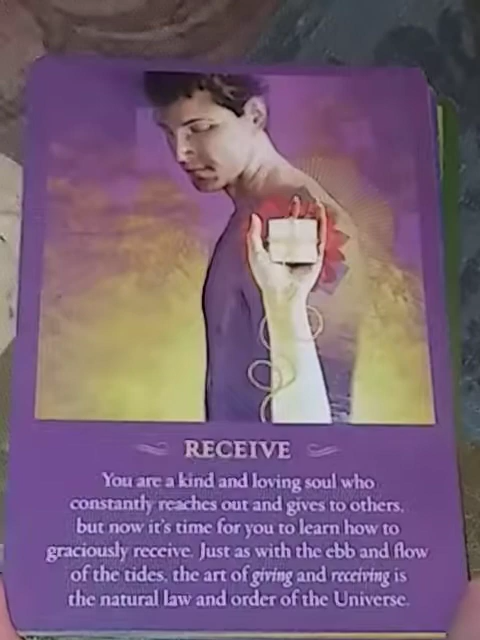 RECEIVE
You are a kind and loving soul who
constantly reaches out and gives to others,
but now it's time for you to learn how to
graciously receive. Just as with the ebb and flow
of the tides, the art of giving and receiving is
the natural law and order of the Universe.